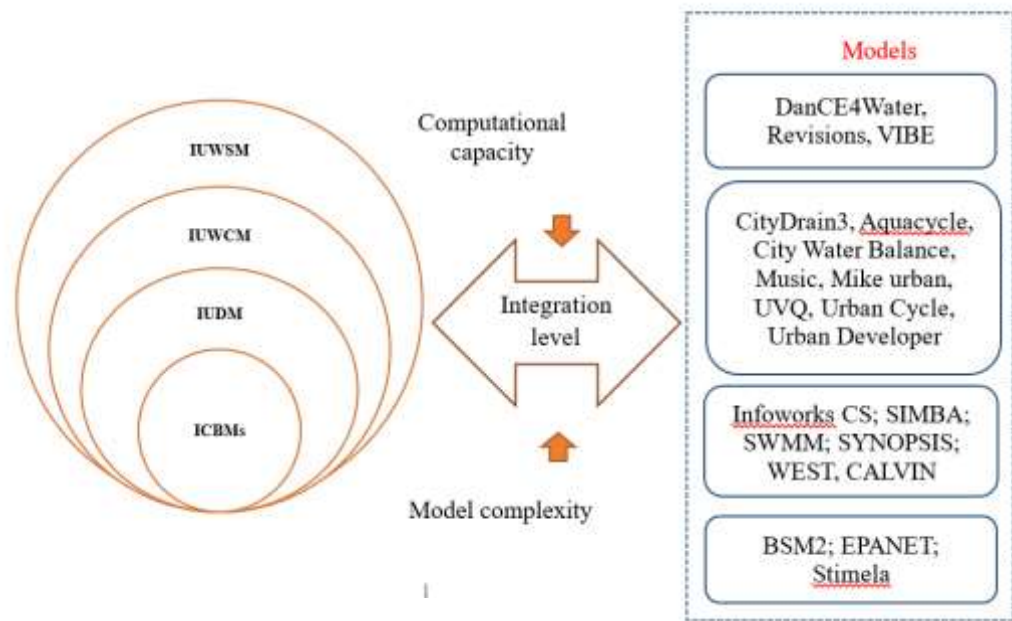 IUWSM
IUWCM
IUDM
ICBMs
Computational
capacity
Integration
level
Model complexity
Models
DanCE4Water,
Revisions, VIBE
CityDrain3, Aquacycle,
City Water Balance,
Music, Mike urban,
UVQ, Urban Cycle,
Urban Developer
Infoworks CS; SIMBA;
SWMM; SYNOPSIS;
WEST, CALVIN
BSM2; EPANET;
Stimela